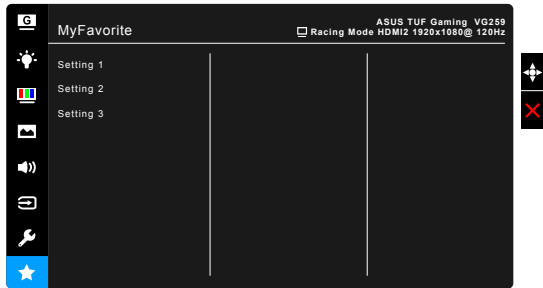 G
MyFavorite
ASUS TUF Gaming VG259
Racing Mode HDMI2 1920x1080@ 120Hz
Setting 1
Setting 2
Setting 3